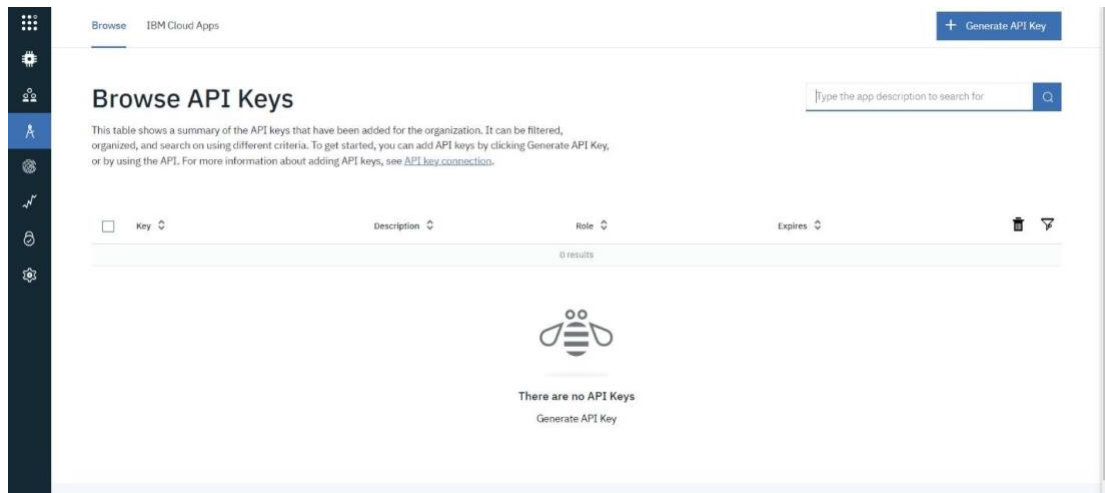 Browse IBM Cloud Apps
Generate API Key
Browse API Keys
Type the app description to search for
This table shows a summary of the API keys that have been added for the organization. It can be filtered,
organized, and search on using different criteria. To get started, you can add API keys by clicking Generate API Key,
or by using the API. For more information about adding API keys, see API key connection.
Key Description Role Expires
0 results
There are no API Keys
Generate API Key